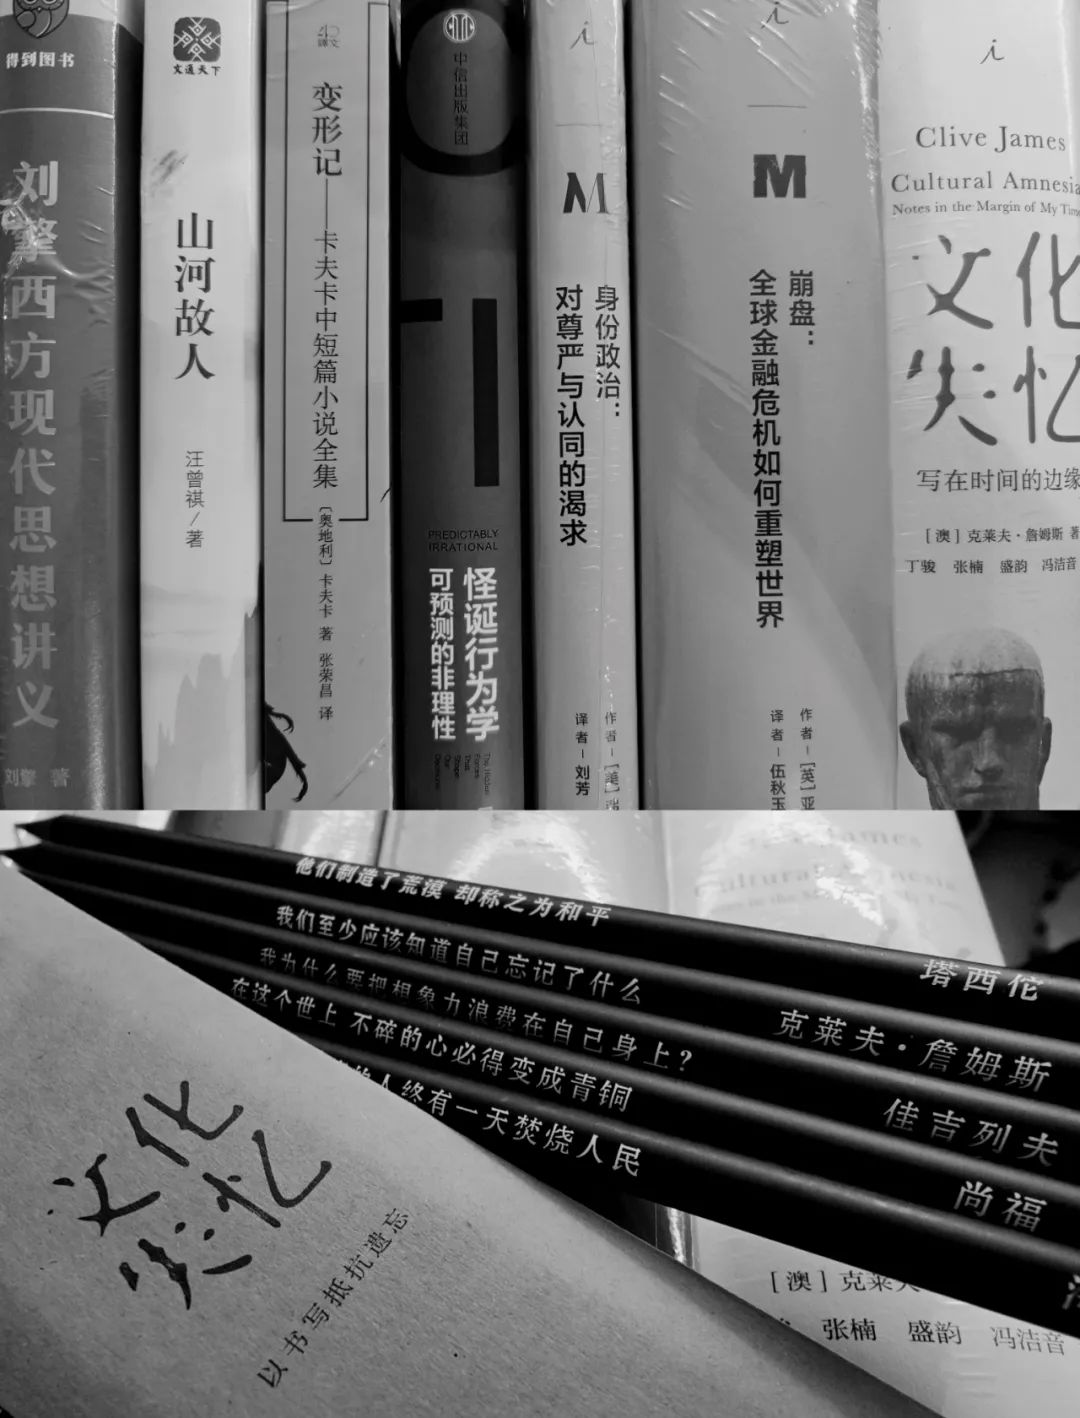 得到图书
刘擎西方现代思想讲义
刘擎 著
文通天下
山河故人
汪曾祺/著
译文
变形记——卡夫卡中短篇小说全集
〔奥地利〕卡夫卡 著 张荣昌 译
中信出版集团
PREDICTABLY
IRRATIONAL
怪诞行为学
可预测的非理性
The Hidden
Forces
That
Shape
Our
Decisions
i
M
身份政治：
对尊严与认同的渴求
作者－[美]
译者－刘芳
i
M
崩盘：
全球金融危机如何重塑世界
作者－[英]亚
译者－伍秋玉
i
Clive James
Cultural Amnesia
Notes in the Margin of My Time
文化
失忆
写在时间的边缘
[澳] 克莱夫·詹姆斯 著
丁骏 张楠 盛韵 冯洁音
他们制造了荒漠 却称之为和平 塔西佗
我们至少应该知道自己忘记了什么 克莱夫·詹姆斯
我为什么要把想象力浪费在自己身上？ 佳吉列夫
在这个世上 不碎的心必得变成青铜 尚福
人终有一天焚烧人民
文化
失忆
以书写抵抗遗忘
[澳] 克莱夫
张楠 盛韵 冯洁音